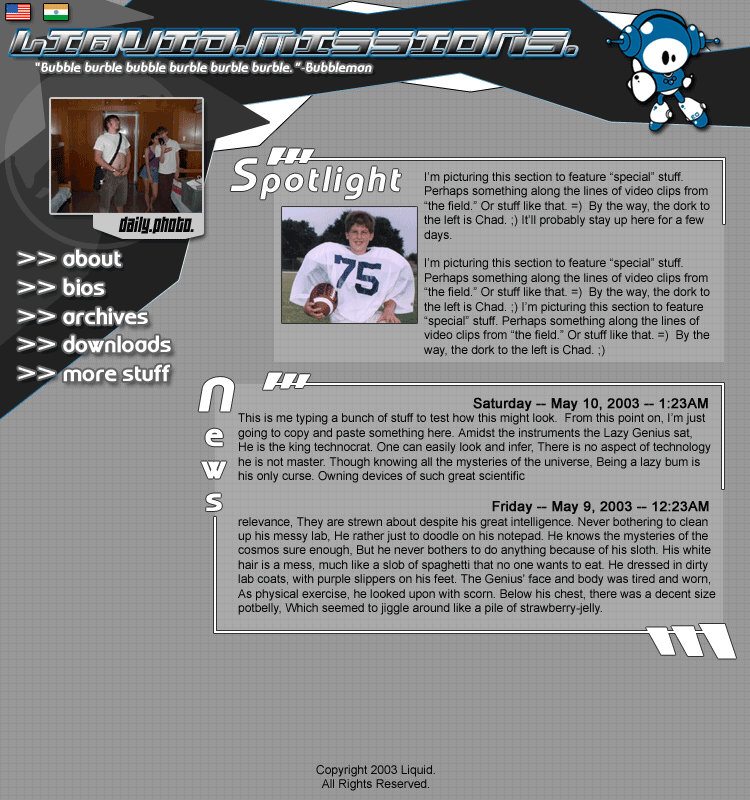 LIQUID.MISSIONS.
"Bubble burble bubble burble burble burble."-Bubbleman
daily.photo.
>> about
>> bios
>> archives
>> downloads
>> more stuff
Spotlight
I'm picturing this section to feature “special” stuff.
Perhaps something along the lines of video clips from
“the field.” Or stuff like that. =)  By the way, the dork to
the left is Chad. ;) It'll probably stay up here for a few
days.
I'm picturing this section to feature “special” stuff.
Perhaps something along the lines of video clips from
“the field.” Or stuff like that. =)  By the way, the dork to
the left is Chad. ;) I'm picturing this section to feature
“special” stuff. Perhaps something along the lines of
video clips from “the field.” Or stuff like that. =)  By the
way, the dork to the left is Chad. ;)
75
News
Saturday -- May 10, 2003 -- 1:23AM
This is me typing a bunch of stuff to test how this might look.  From this point on, I'm just
going to copy and paste something here. Amidst the instruments the Lazy Genius sat,
He is the king technocrat. One can easily look and infer, There is no aspect of technology
he is not master. Though knowing all the mysteries of the universe, Being a lazy bum is
his only curse. Owning devices of such great scientific
Friday -- May 9, 2003 -- 12:23AM
relevance, They are strewn about despite his great intelligence. Never bothering to clean
up his messy lab, He rather just to doodle on his notepad. He knows the mysteries of the
cosmos sure enough, But he never bothers to do anything because of his sloth. His white
hair is a mess, much like a slob of spaghetti that no one wants to eat. He dressed in dirty
lab coats, with purple slippers on his feet. The Genius' face and body was tired and worn,
As physical exercise, he looked upon with scorn. Below his chest, there was a decent size
potbelly, Which seemed to jiggle around like a pile of strawberry-jelly.
Copyright 2003 Liquid.
All Rights Reserved.